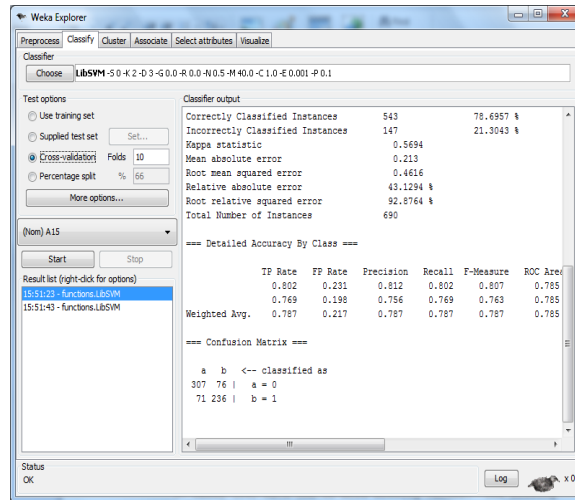 Weka Explorer
Preprocess Classify Cluster Associate Select attributes Visualize
Classifier
Choose LibSVM -S 0 -K 2 -D 3 -G 0.0 -R 0.0 -N 0.5 -M 40.0 -C 1.0 -E 0.001 -P 0.1
Test options
Use training set
Supplied test set Set...
Cross-validation Folds 10
Percentage split % 66
More options...
(Nom) A15
Start Stop
Result list (right-click for options)
15:51:23 - functions.LibSVM
15:51:43 - functions.LibSVM
Classifier output
Correctly Classified Instances 543 78.6957 %
Incorrectly Classified Instances 147 21.3043 %
Kappa statistic 0.5694
Mean absolute error 0.213
Root mean squared error 0.4616
Relative absolute error 43.1294 %
Root relative squared error 92.8764 %
Total Number of Instances 690
=== Detailed Accuracy By Class ===
TP Rate FP Rate Precision Recall F-Measure ROC Area
0.802 0.231 0.812 0.802 0.807 0.785
0.769 0.198 0.756 0.769 0.763 0.785
Weighted Avg. 0.787 0.217 0.787 0.787 0.787 0.785
=== Confusion Matrix ===
a b <-- classified as
307 76 | a = 0
71 236 | b = 1
Status
OK
Log x 0